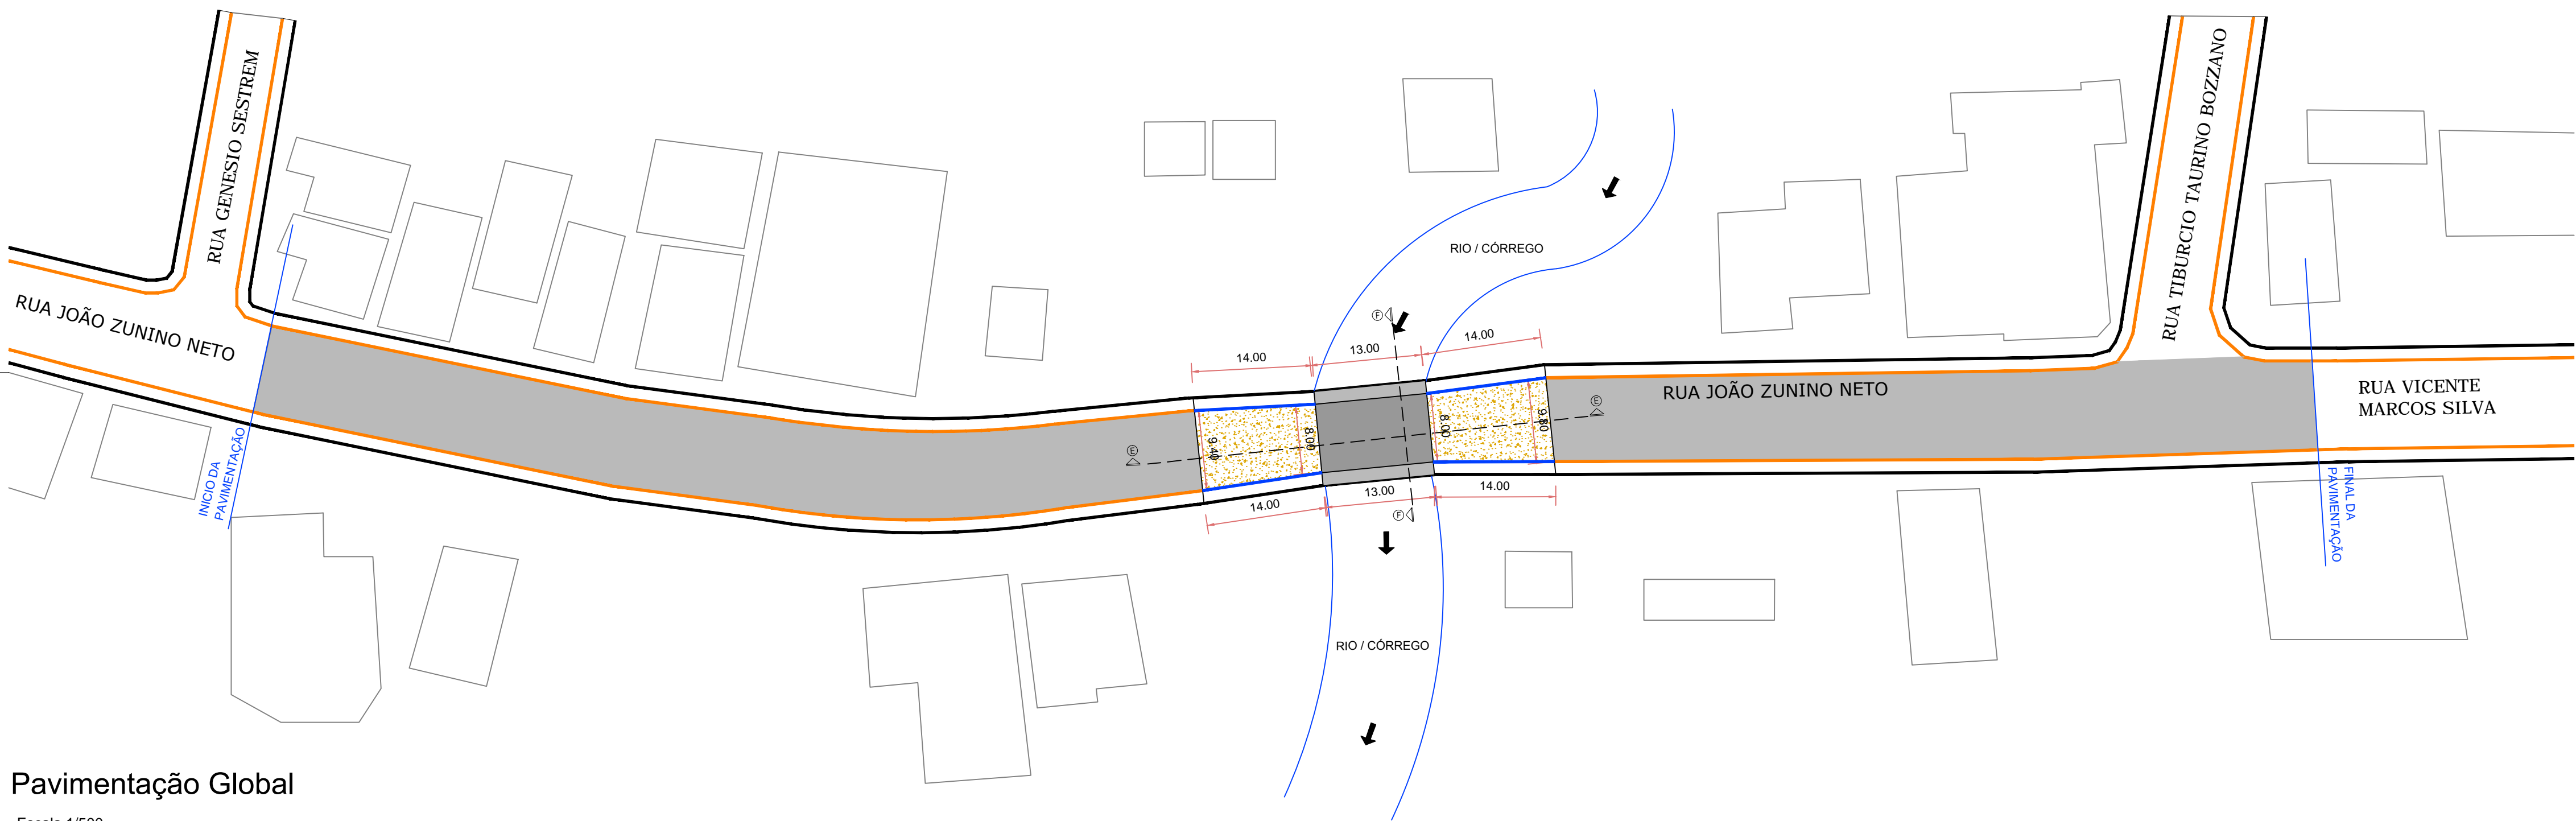 RUA GENESIO SESTREM
RUA TIBURCIO TAURINO BOZZANO
RIO / CÓRREGO
RUA JOÃO ZUNINO NETO
F
14.00
13.00
14.00
RUA JOÃO ZUNINO NETO
RUA VICENTE
MARCOS SILVA
E
E
9.40
8.00
8.00
9.80
INICIO DA
PAVIMENTAÇÃO
FINAL DA
PAVIMENTAÇÃO
14.00
13.00
14.00
F
RIO / CÓRREGO
Pavimentação Global